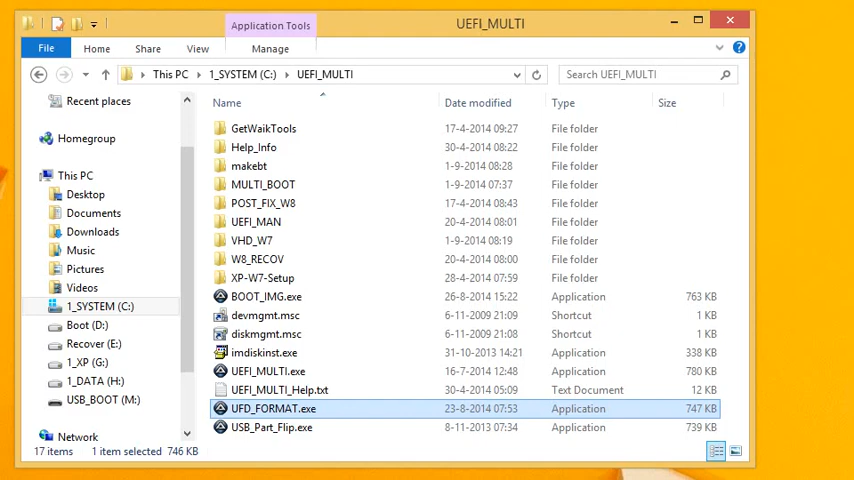 Application Tools
UEFI_MULTI
File Home Share View Manage
This PC 1_SYSTEM (C:) UEFI_MULTI
Search UEFI_MULTI
Name Date modified Type Size
Recent places
Homegroup
This PC
Desktop
Documents
Downloads
Music
Pictures
Videos
1_SYSTEM (C:)
Boot (D:)
Recover (E:)
1_XP (G:)
1_DATA (H:)
USB_BOOT (M:)
Network
GetWaikTools 17-4-2014 09:27 File folder
Help_Info 30-4-2014 08:22 File folder
makebt 1-9-2014 08:28 File folder
MULTI_BOOT 1-9-2014 07:37 File folder
POST_FIX_W8 17-4-2014 08:43 File folder
UEFI_MAN 20-4-2014 08:01 File folder
VHD_W7 1-9-2014 08:19 File folder
W8_RECOV 20-4-2014 08:00 File folder
XP-W7-Setup 28-4-2014 07:59 File folder
BOOT_IMG.exe 26-8-2014 15:22 Application 763 KB
devmgmt.msc 6-11-2009 21:09 Shortcut 1 KB
diskmgmt.msc 6-11-2009 21:08 Shortcut 1 KB
imdiskinst.exe 31-10-2013 14:21 Application 338 KB
UEFI_MULTI.exe 16-7-2014 12:48 Application 780 KB
UEFI_MULTI_Help.txt 30-4-2014 05:09 Text Document 12 KB
UFD_FORMAT.exe 23-8-2014 07:53 Application 747 KB
USB_Part_Flip.exe 8-11-2013 07:34 Application 739 KB
17 items 1 item selected 746 KB